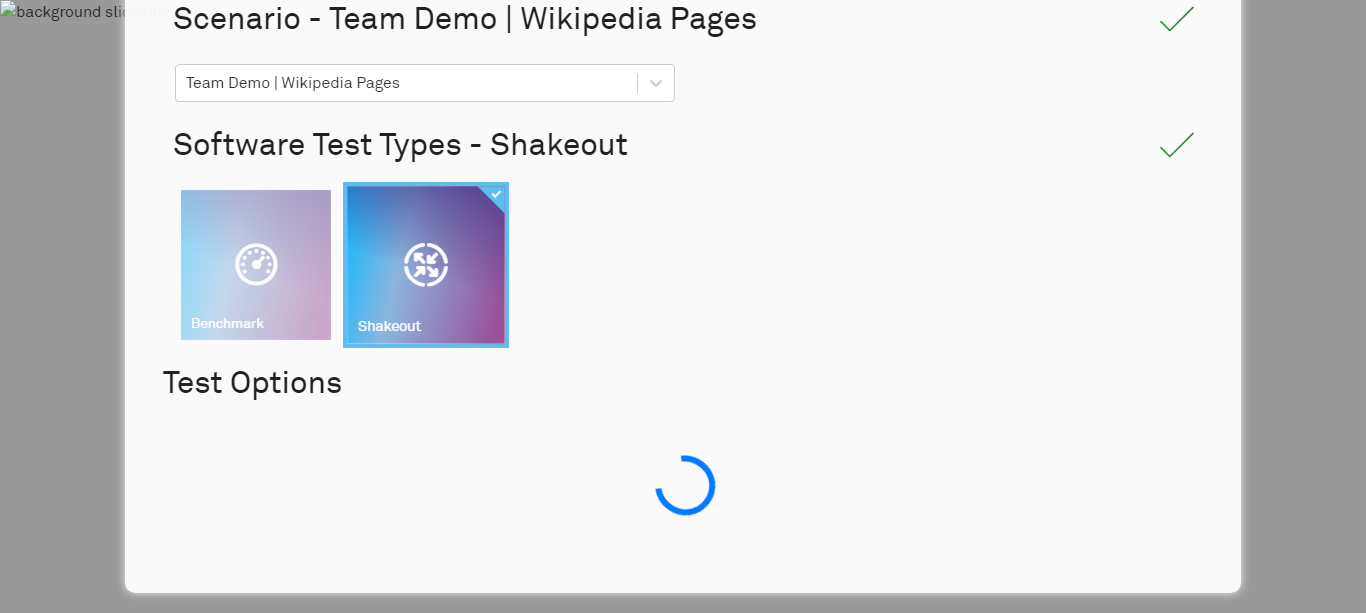 background slideshow
Scenario - Team Demo | Wikipedia Pages
Team Demo | Wikipedia Pages
Software Test Types - Shakeout
Benchmark
Shakeout
Test Options